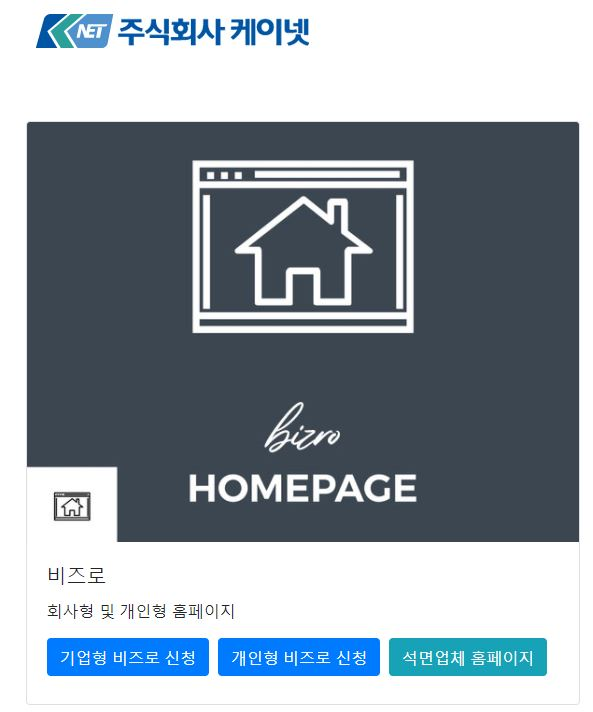 NET 주식회사 케이넷
bizro
HOMEPAGE
비즈로
회사형 및 개인형 홈페이지
기업형 비즈로 신청 개인형 비즈로 신청 석면업체 홈페이지